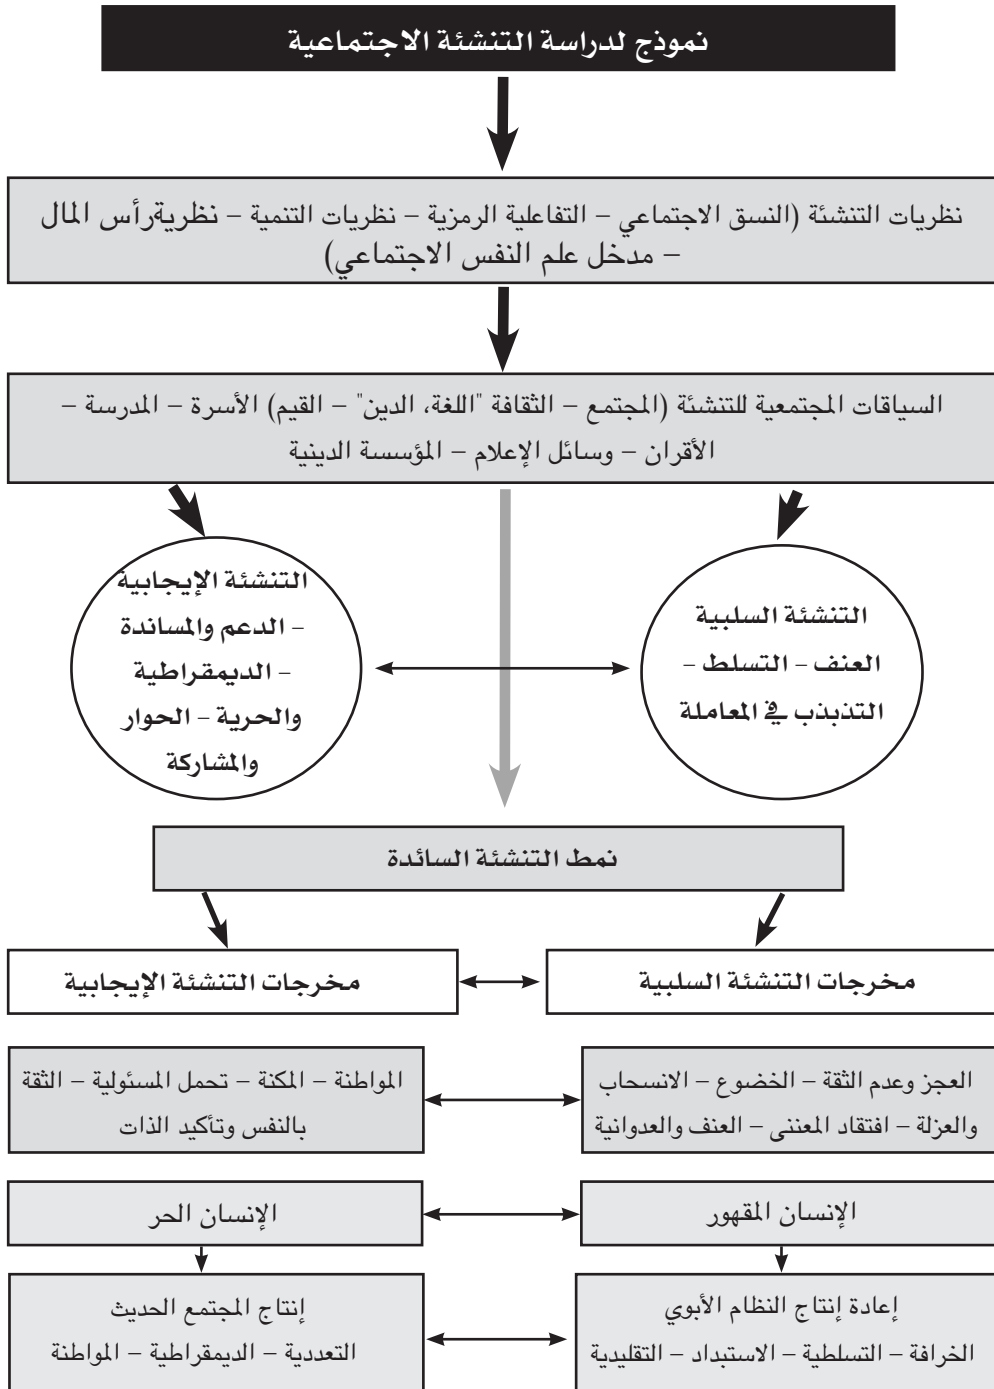 نموذج لدراسة التنشئة الاجتماعية
نظريات التنشئة (النسق الاجتماعي – التفاعلية الرمزية – نظريات التنمية – نظريةرأس المال
– مدخل علم النفس الاجتماعي)
السياقات المجتمعية للتنشئة (المجتمع – الثقافة "اللغة، الدين" – القيم) الأسرة – المدرسة –
الأقران – وسائل الإعلام – المؤسسة الدينية
التنشئة السلبية
العنف – التسلط –
التذبذب في المعاملة
التنشئة الإيجابية
– الدعم والمساندة
– الديمقراطية
والحرية – الحوار
والمشاركة
نمط التنشئة السائدة
مخرجات التنشئة السلبية
مخرجات التنشئة الإيجابية
العجز وعدم الثقة – الخضوع – الانسحاب
والعزلة – افتقاد المعننى – العنف والعدوانية
المواطنة – المكنة – تحمل المسئولية – الثقة
بالنفس وتأكيد الذات
الإنسان المقهور
الإنسان الحر
إعادة إنتاج النظام الأبوي
الخرافة – التسلطية – الاستبداد – التقليدية
إنتاج المجتمع الحديث
التعددية – الديمقراطية – المواطنة